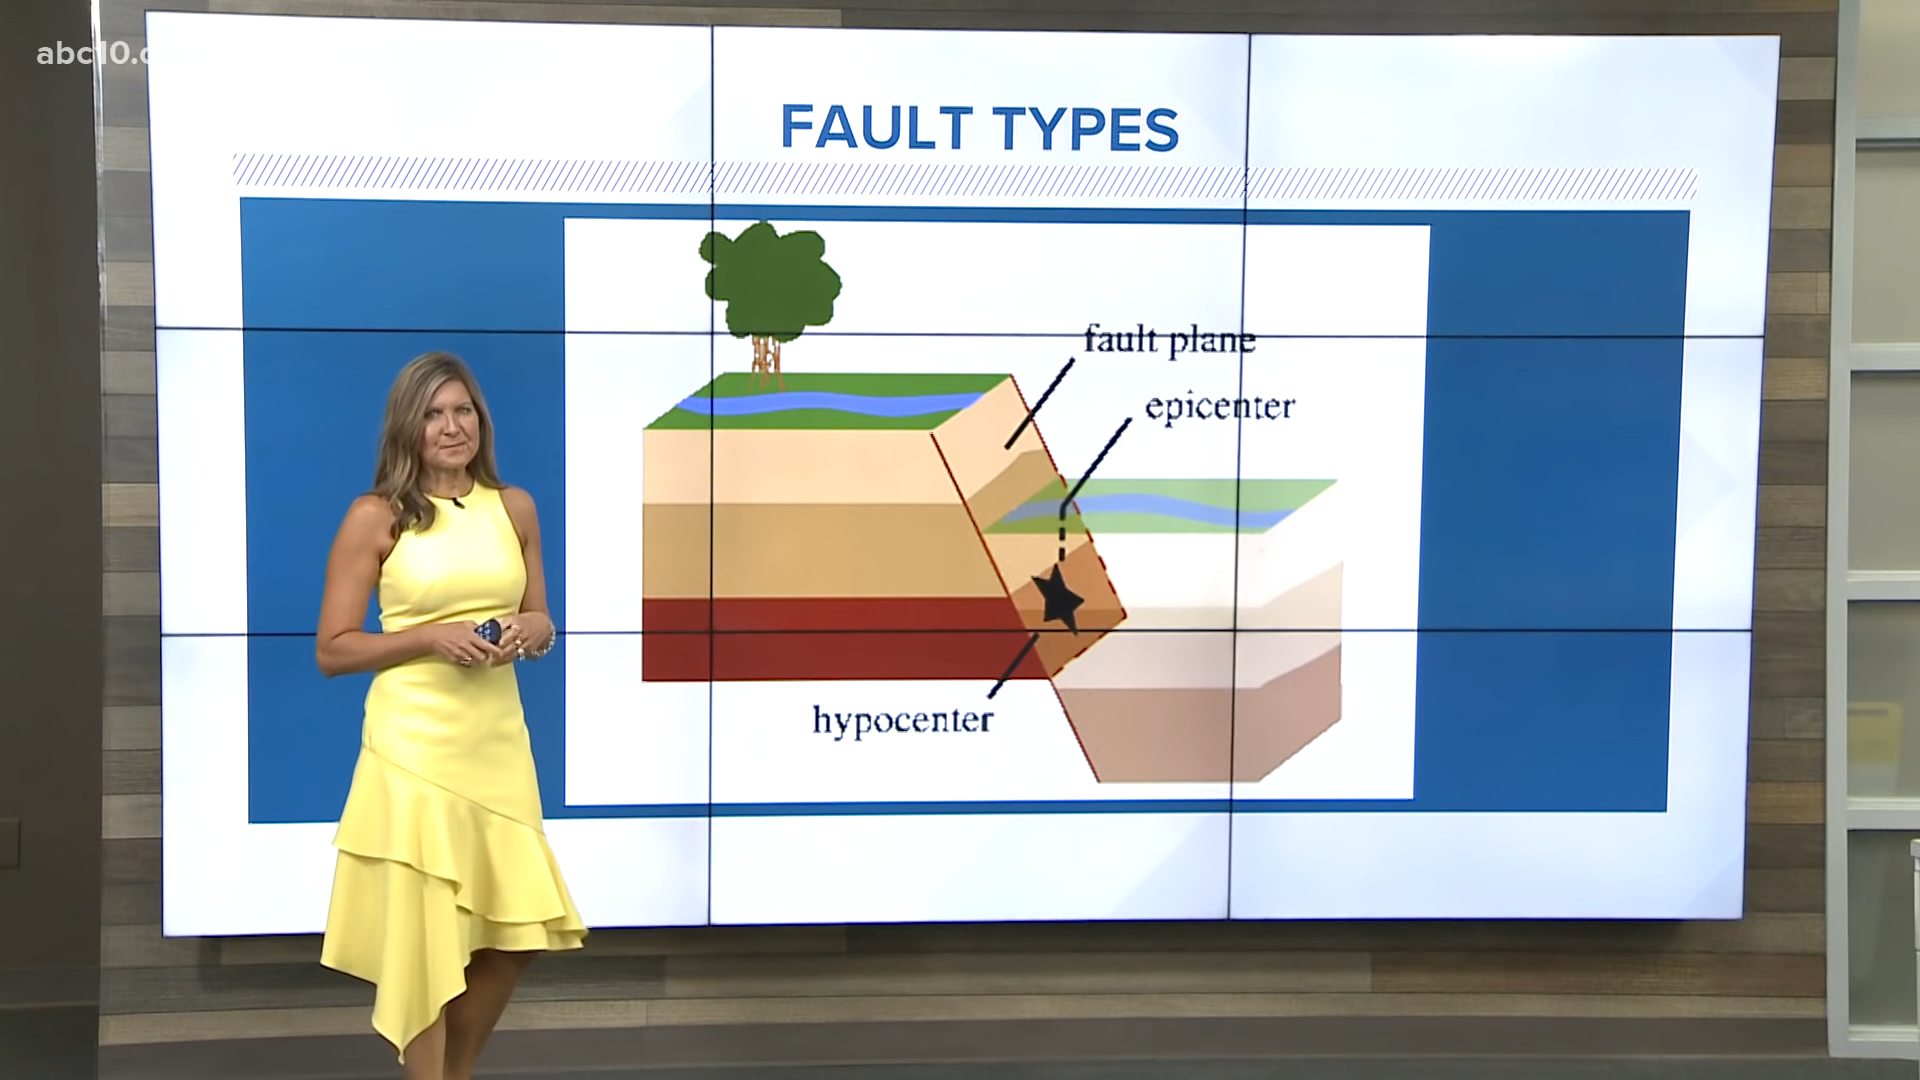 abc10.c
FAULT TYPES
fault plane
epicenter
hypocenter